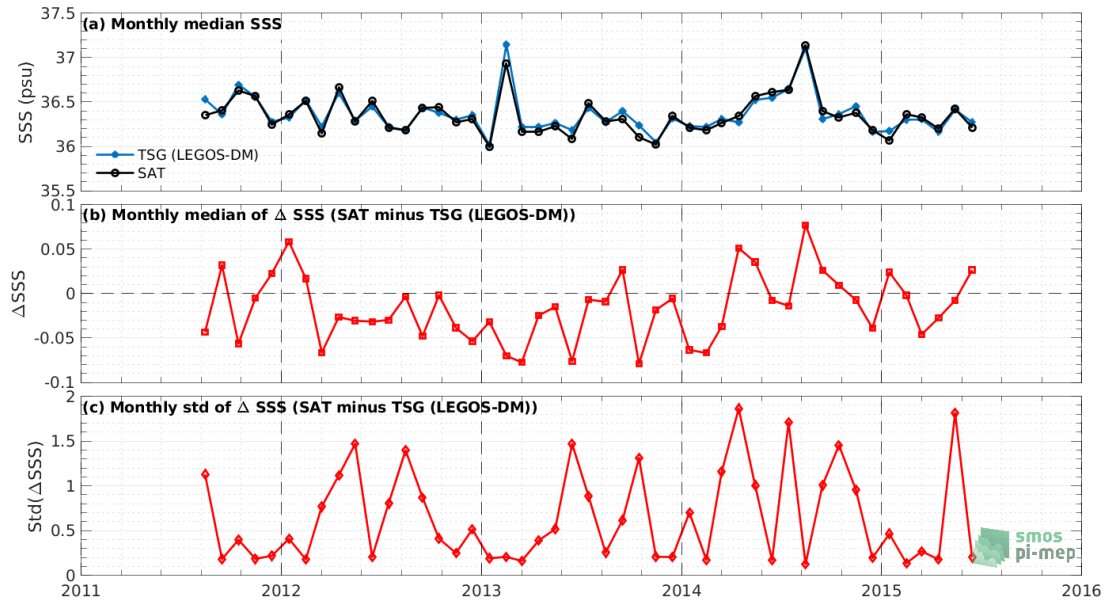 (a) Monthly median SSS
37.5
37
36.5
36
35.5
SSS (psu)
TSG (LEGOS-DM)
SAT
(b) Monthly median of Δ SSS (SAT minus TSG (LEGOS-DM))
0.1
0.05
0
-0.05
-0.1
ΔSSS
(c) Monthly std of Δ SSS (SAT minus TSG (LEGOS-DM))
2
1.5
1
0.5
0
Std(ΔSSS)
smos
pi-mep
2011 2012 2013 2014 2015 2016